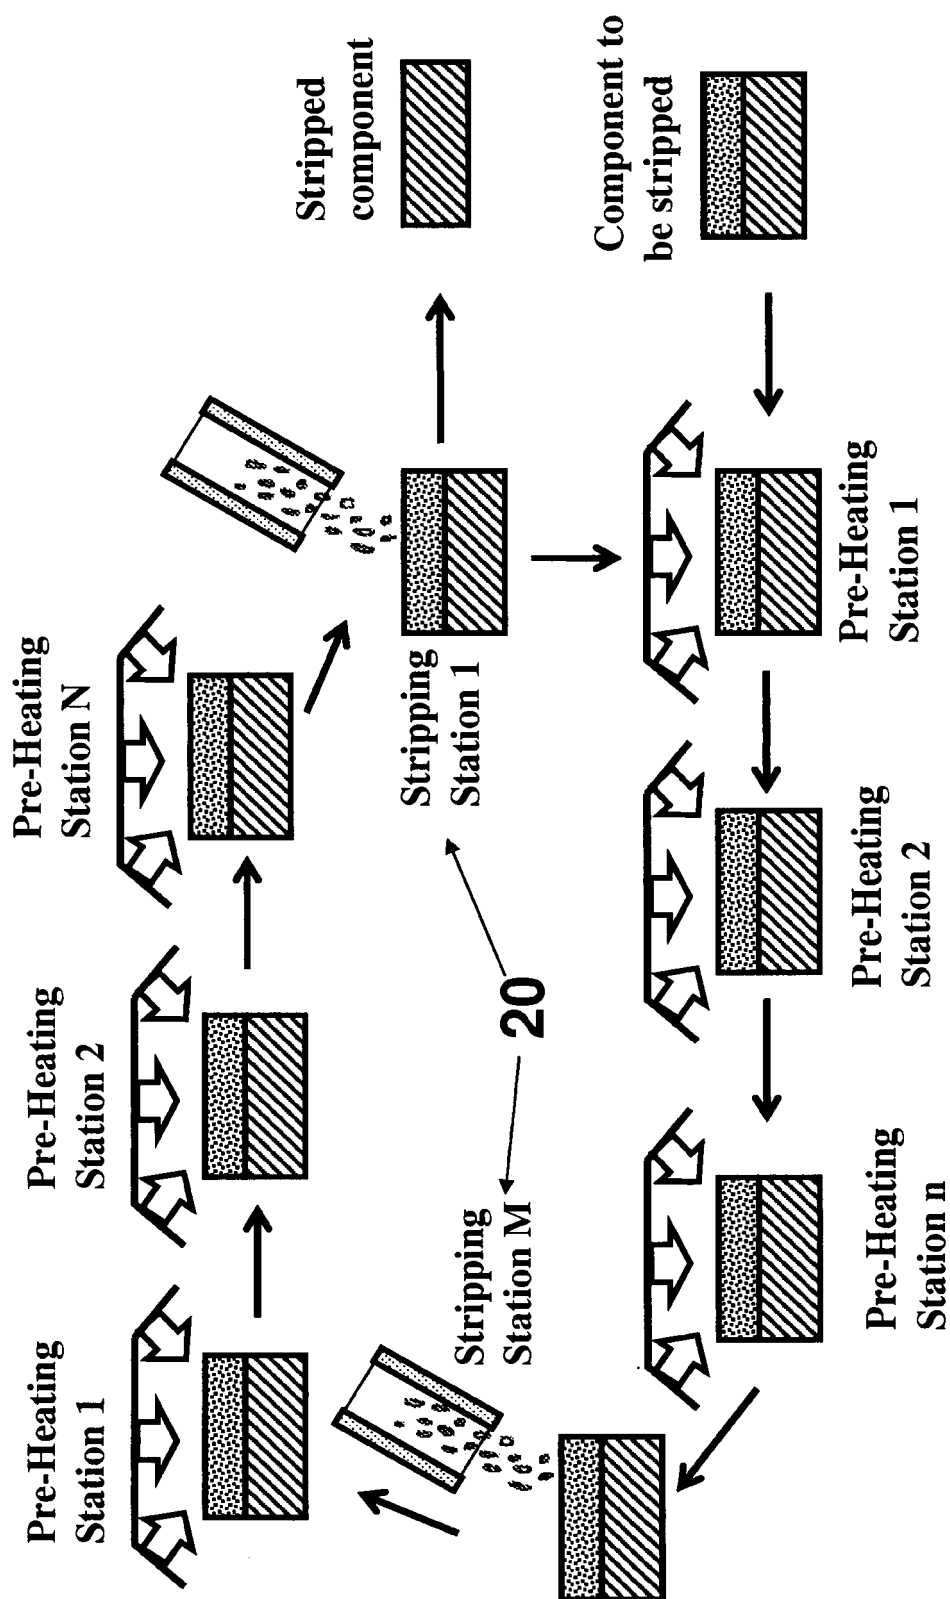 Pre-Heating
Station 1
Pre-Heating
Station 2
Pre-Heating
Station N
Stripped
component
Stripping
Station 1
Stripping
Station M
20
Component to
be stripped
Pre-Heating
Station n
Pre-Heating
Station 2
Pre-Heating
Station 1